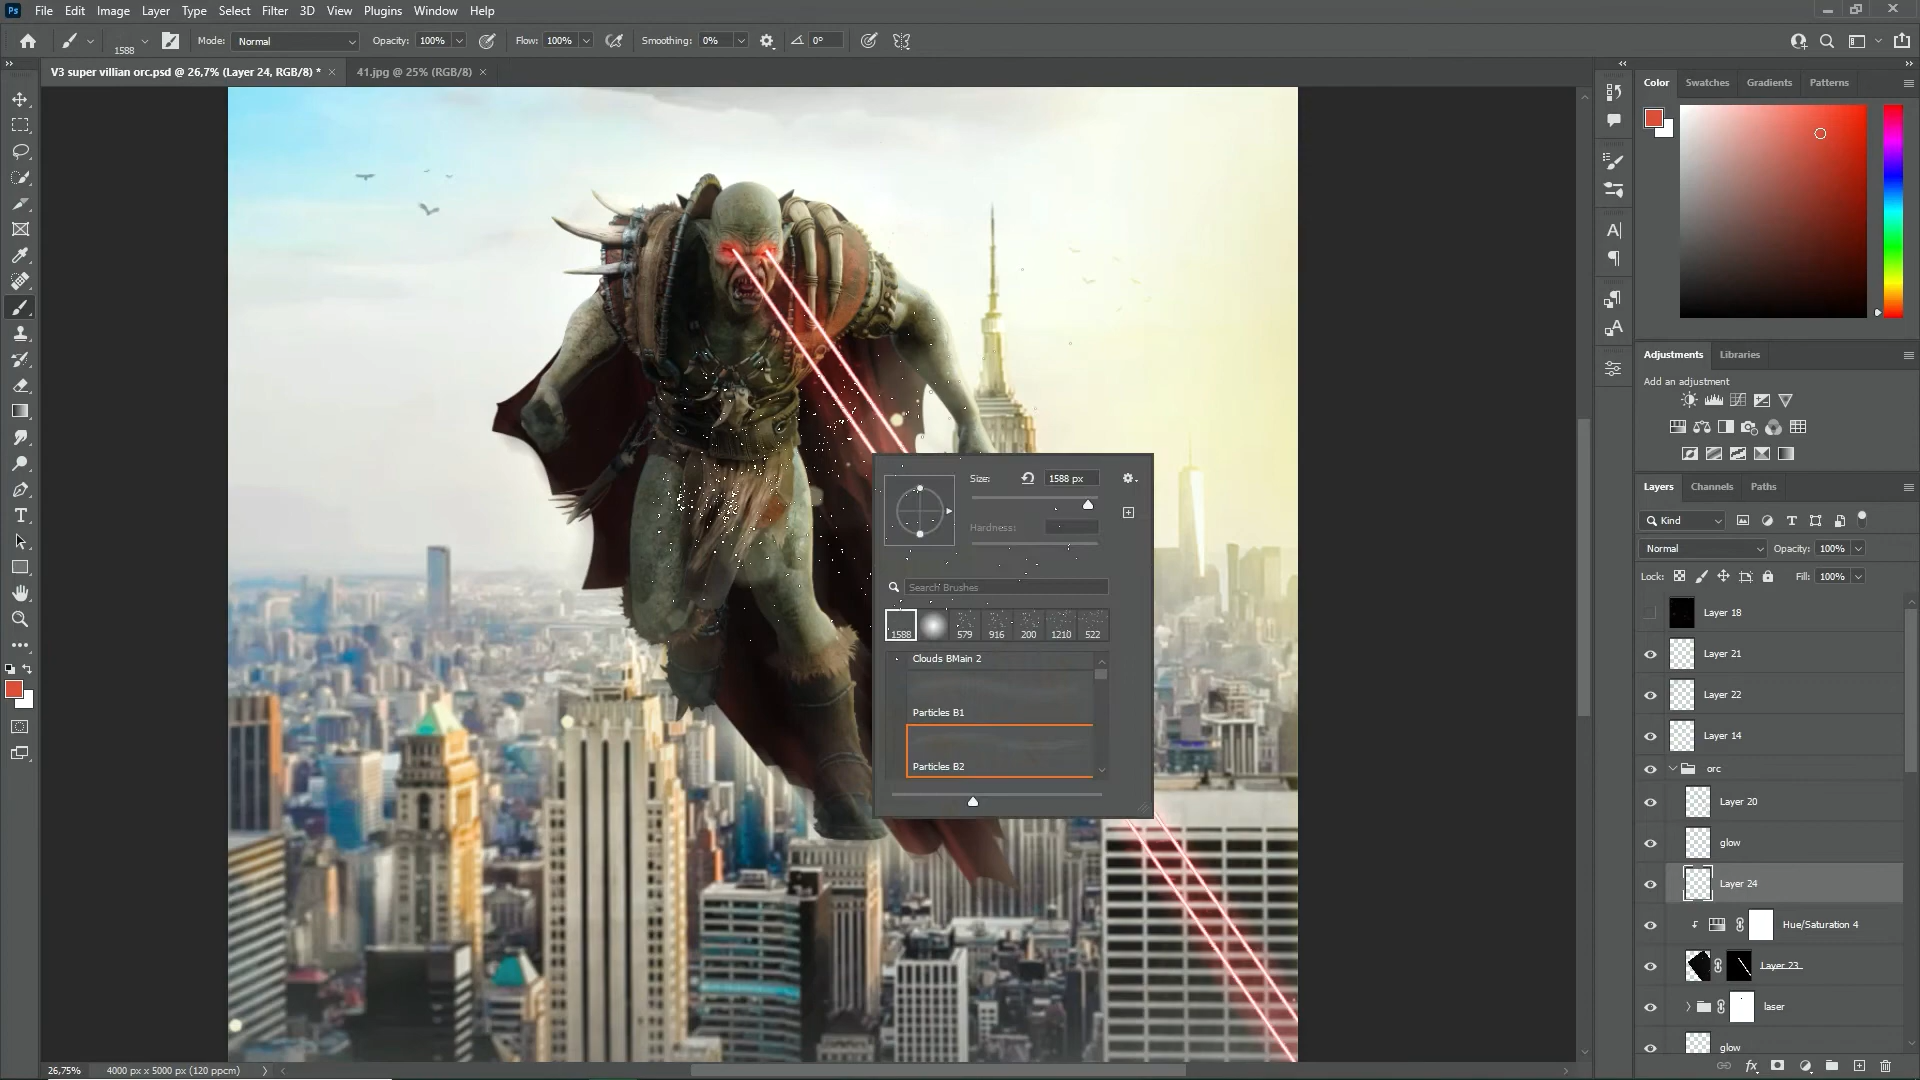 Ps File Edit Image Layer Type Select Filter 3D View Plugins Window Help
1588 Mode: Normal Opacity: 100% Flow: 100% Smoothing: 0% 0°
V3 super villian orc.psd @ 26,7% (Layer 24, RGB/8) * × 41.jpg @ 25% (RGB/8) ×
Color Swatches Gradients Patterns
Adjustments Libraries
Add an adjustment
Layers Channels Paths
Kind
Normal Opacity: 100%
Lock: Fill: 100%
Layer 18
Layer 21
Layer 22
Layer 14
orc
Layer 20
glow
Layer 24
Hue/Saturation 4
Layer 23
laser
glow
Size: 1588 px
Hardness:
Search Brushes
1588 579 916 200 1210 522
Clouds BMain 2
Particles B1
Particles B2
26,75% 4000 px x 5000 px (120 ppcm)